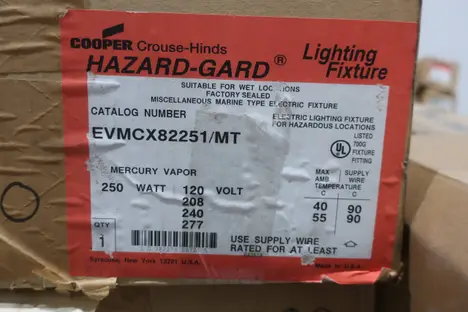 COOPER Crouse-Hinds
HAZARD-GARD®
Lighting
Fixture
SUITABLE FOR WET LOCATIONS
FACTORY SEALED
MISCELLANEOUS MARINE TYPE ELECTRIC FIXTURE
CATALOG NUMBER
EVMCX82251/MT
ELECTRIC LIGHTING FIXTURE
FOR HAZARDOUS LOCATIONS
UL
LISTED
700G
FIXTURE
FITTING
MERCURY VAPOR
250 WATT 120 VOLT
208
240
277
MAX SUPPLY
AMB WIRE
TEMPERATURE
C C
40 90
55 90
QTY
1
USE SUPPLY WIRE
RATED FOR AT LEAST
Syracuse, New York 13221 U.S.A.
Made in U.S.A.